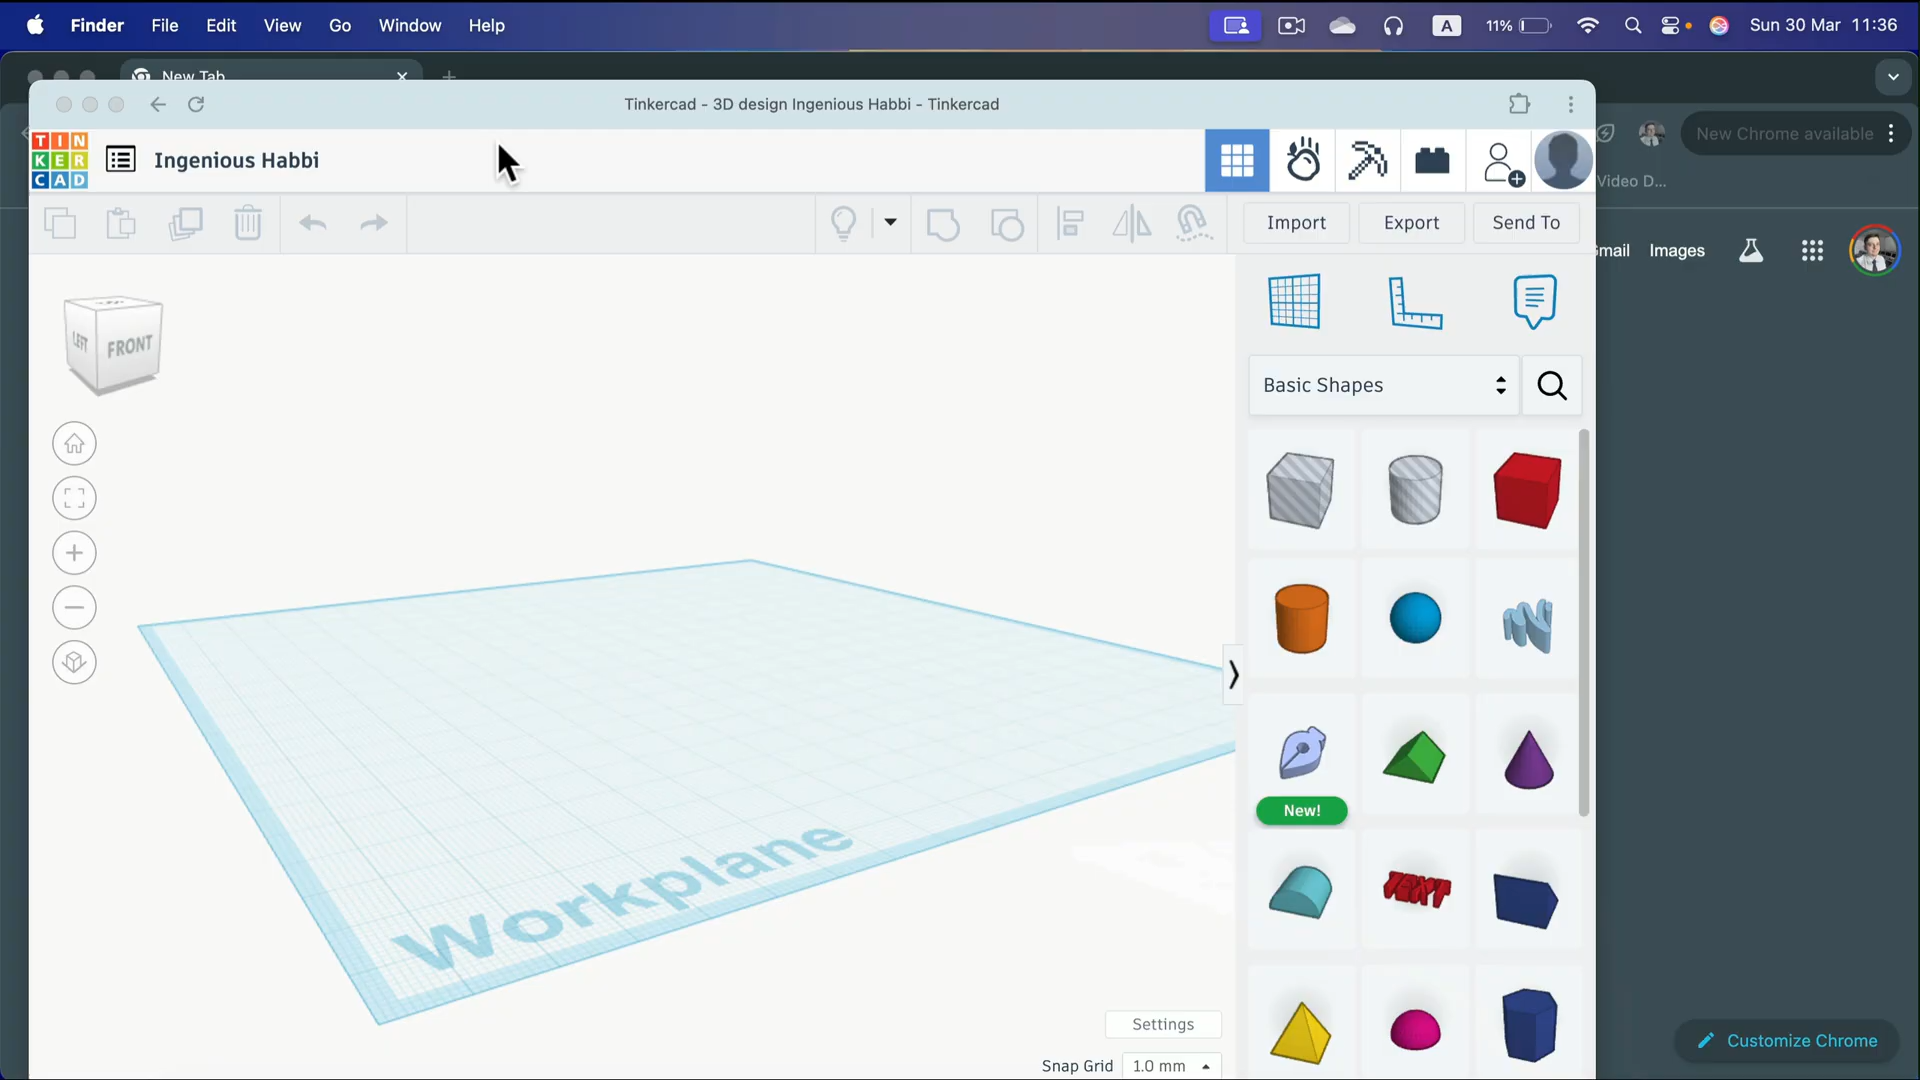 Finder File Edit View Go Window Help A 11% Sun 30 Mar 11:36
New Tab
Tinkercad - 3D design Ingenious Habbi - Tinkercad
New Chrome available
TIN
KER
CAD
Ingenious Habbi
Video D...
Import Export Send To
Images
LEFT FRONT
Basic Shapes
New!
TEXT
Workplane
Settings
Customize Chrome
Snap Grid 1.0 mm